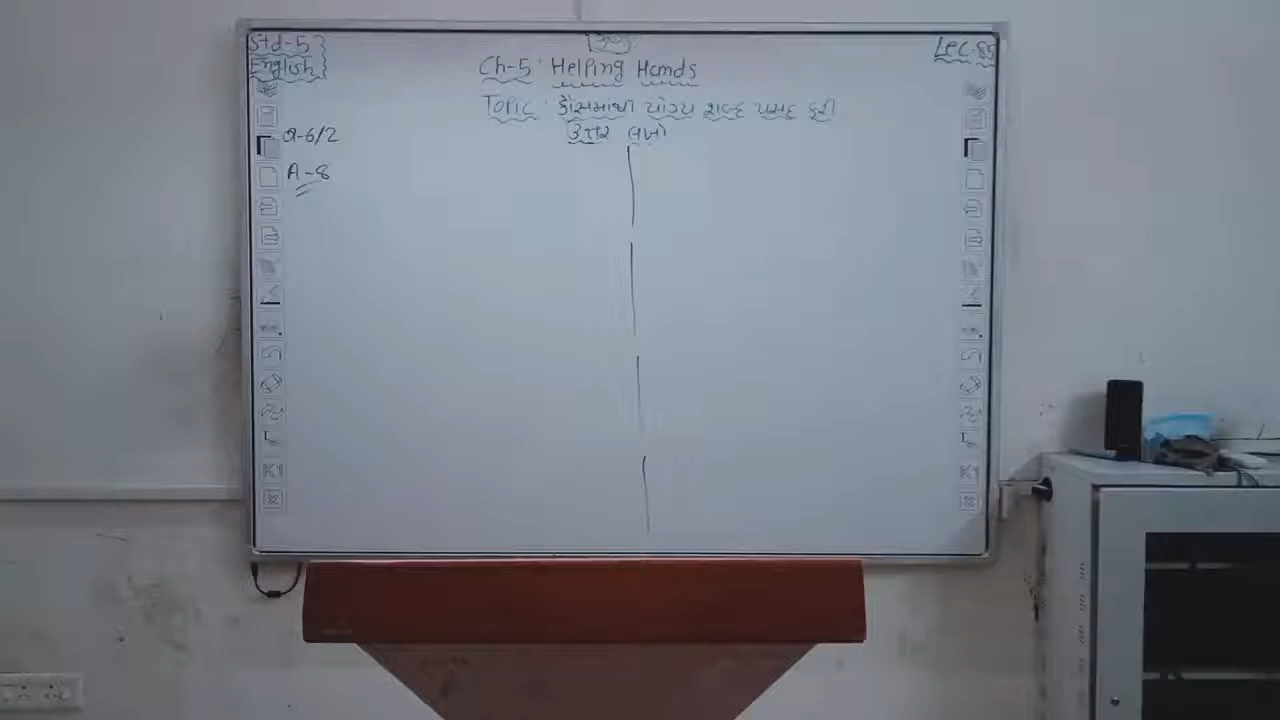 Std-5
English
ૐ
Lec-85
Ch-5 : Helping Hands
Topic : કૌંસમાંથી યોગ્ય શબ્દ પસંદ કરી
ઉત્તર લખો
Q-6/2
A-8